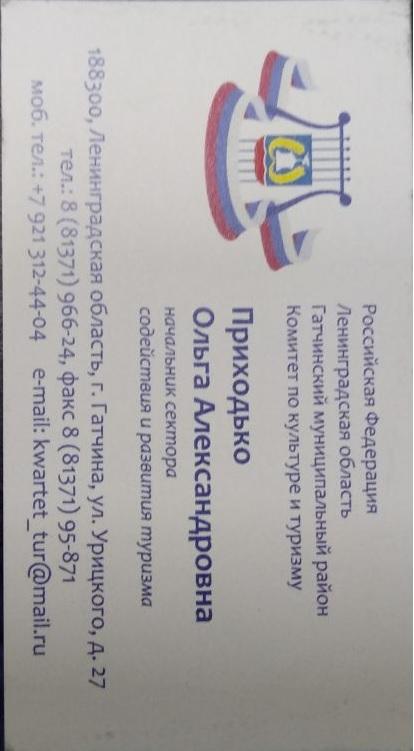 Российская Федерация
Ленинградская область
Гатчинский муниципальный район
Комитет по культуре и туризму
Приходько
Ольга Александровна
начальник сектора
содействия и развития туризма
188300, Ленинградская область, г. Гатчина, ул. Урицкого, д. 27
тел.: 8 (81371) 966-24, факс 8 (81371) 95-871
моб. тел.: +7 921 312-44-04 e-mail: kwartet_tur@mail.ru